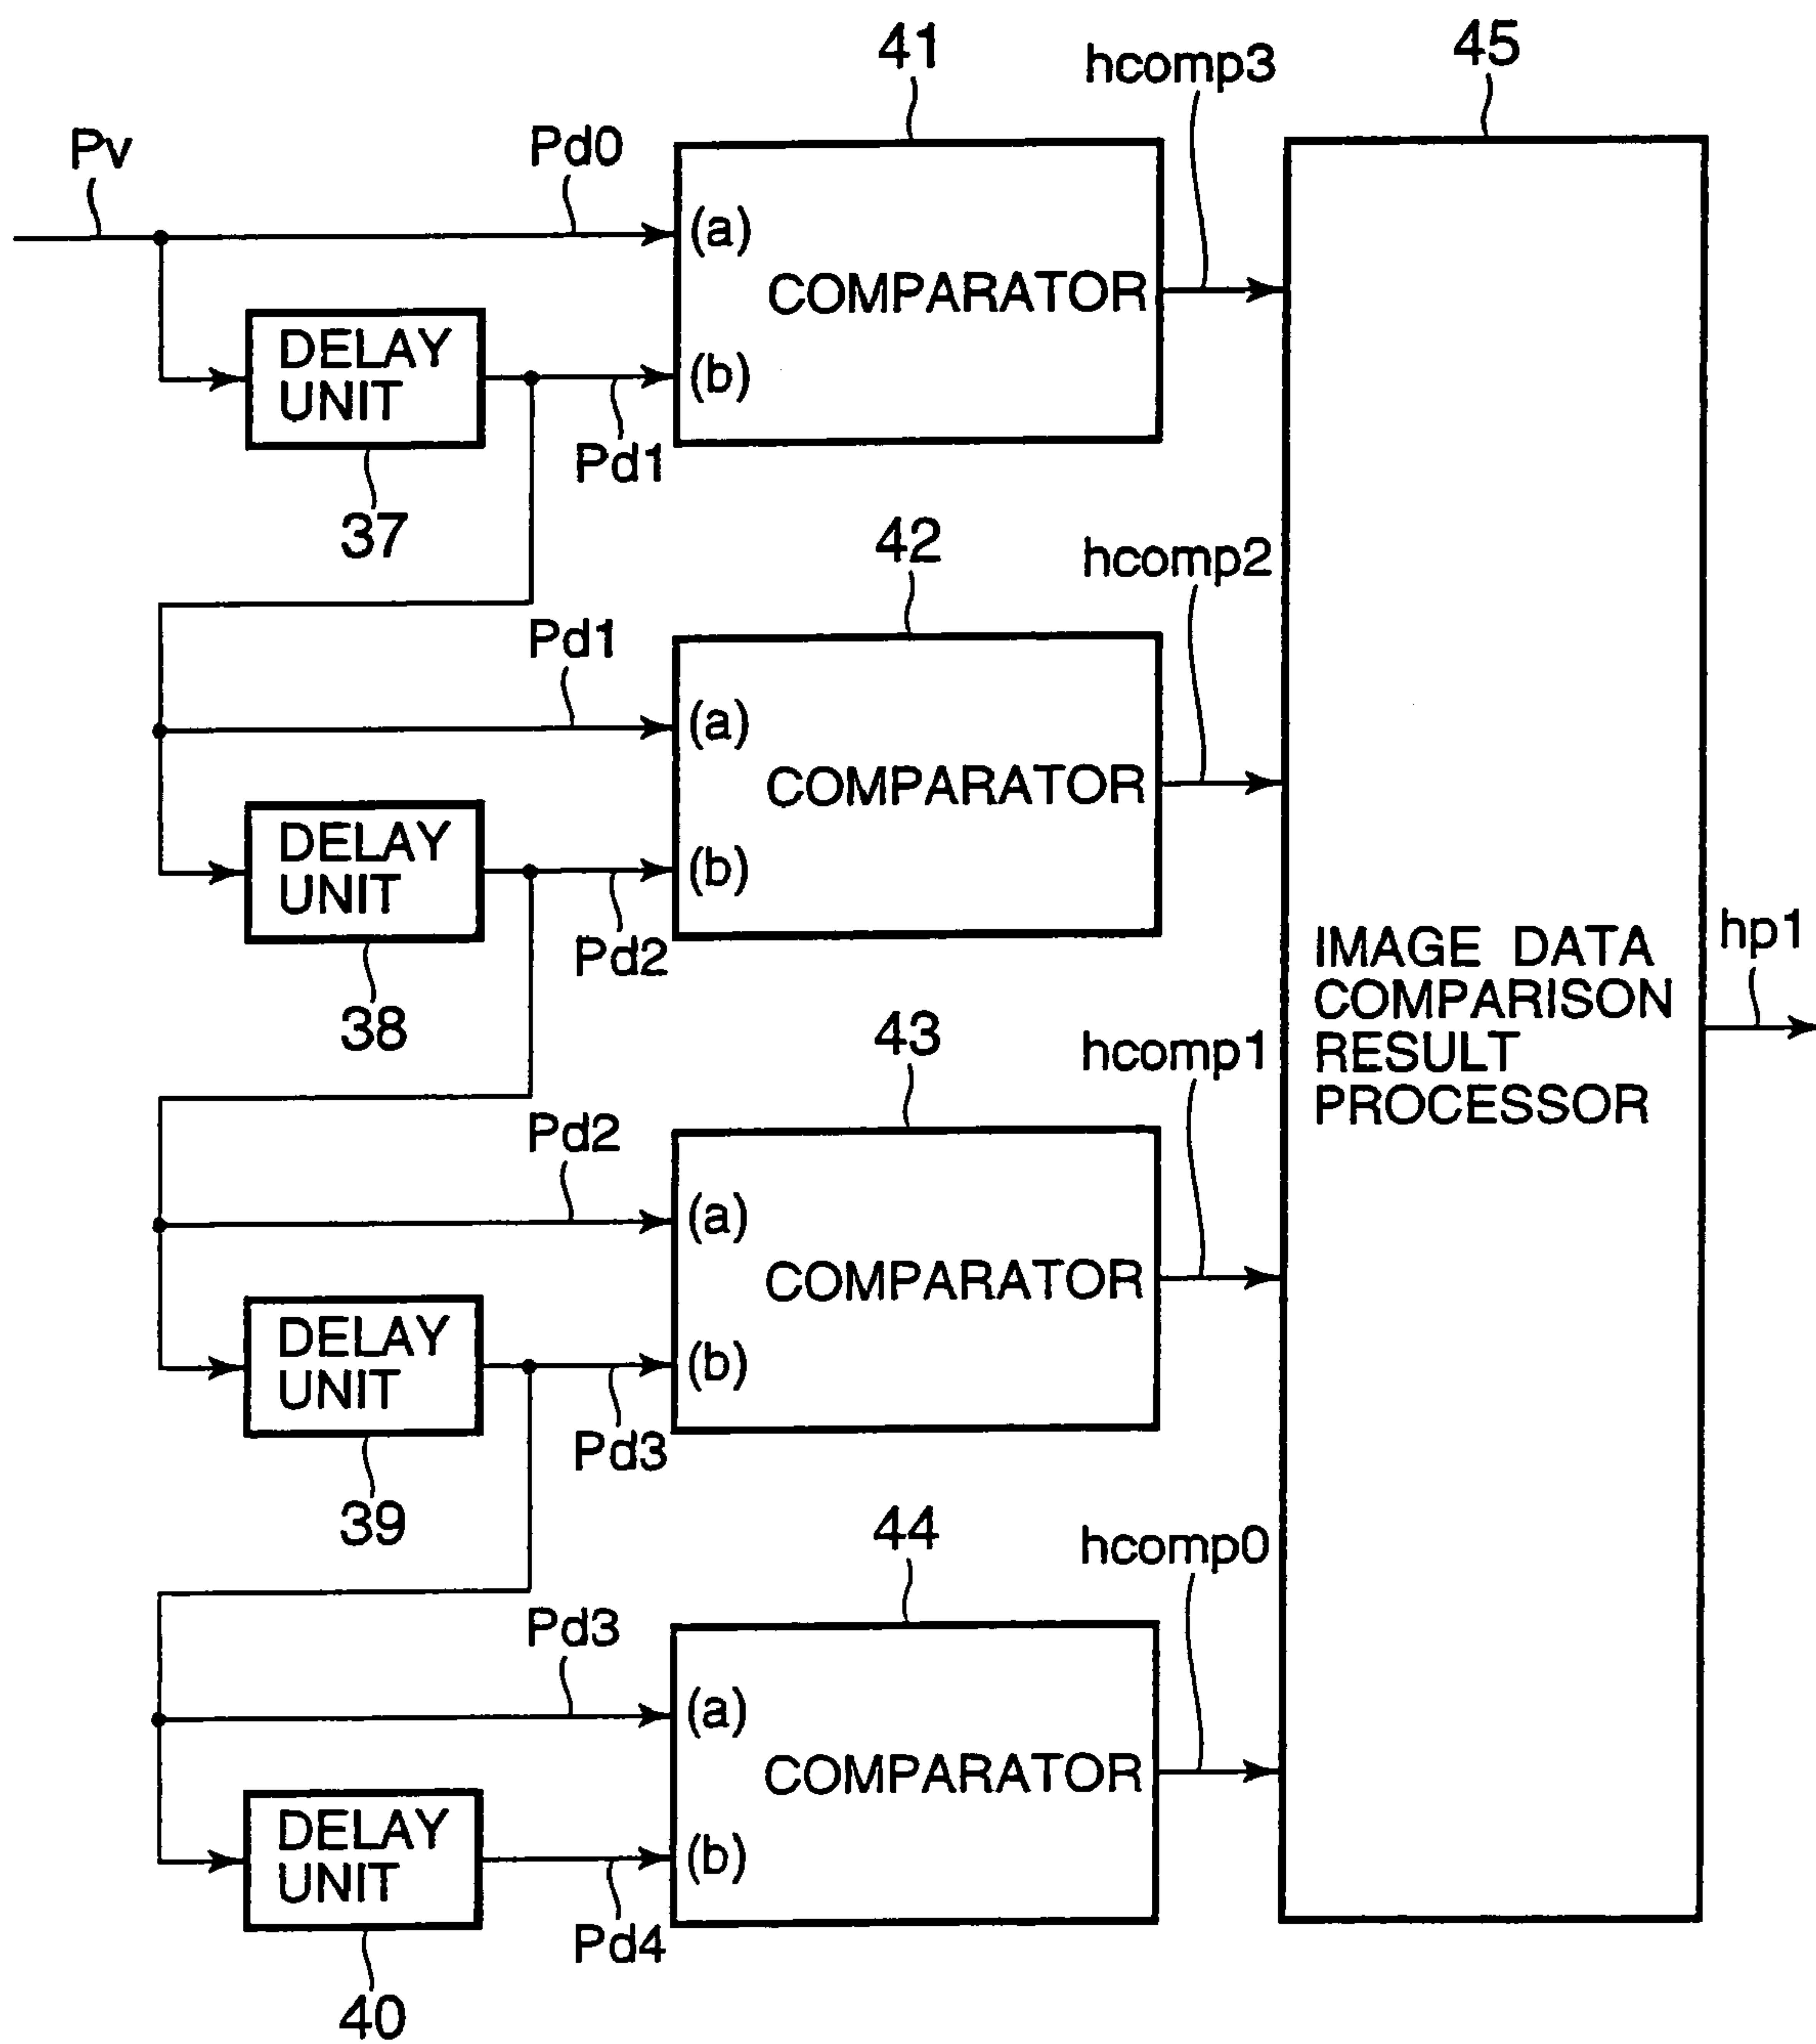 41
hcomp3
45
Pv
Pd0
(a)
COMPARATOR
DELAY
UNIT
(b)
Pd1
37
42
hcomp2
Pd1
(a)
COMPARATOR
DELAY
UNIT
(b)
Pd2
38
IMAGE DATA
COMPARISON
RESULT
PROCESSOR
hp1
43
hcomp1
Pd2
(a)
COMPARATOR
DELAY
UNIT
(b)
Pd3
39
44
hcomp0
Pd3
(a)
COMPARATOR
DELAY
UNIT
(b)
Pd4
40